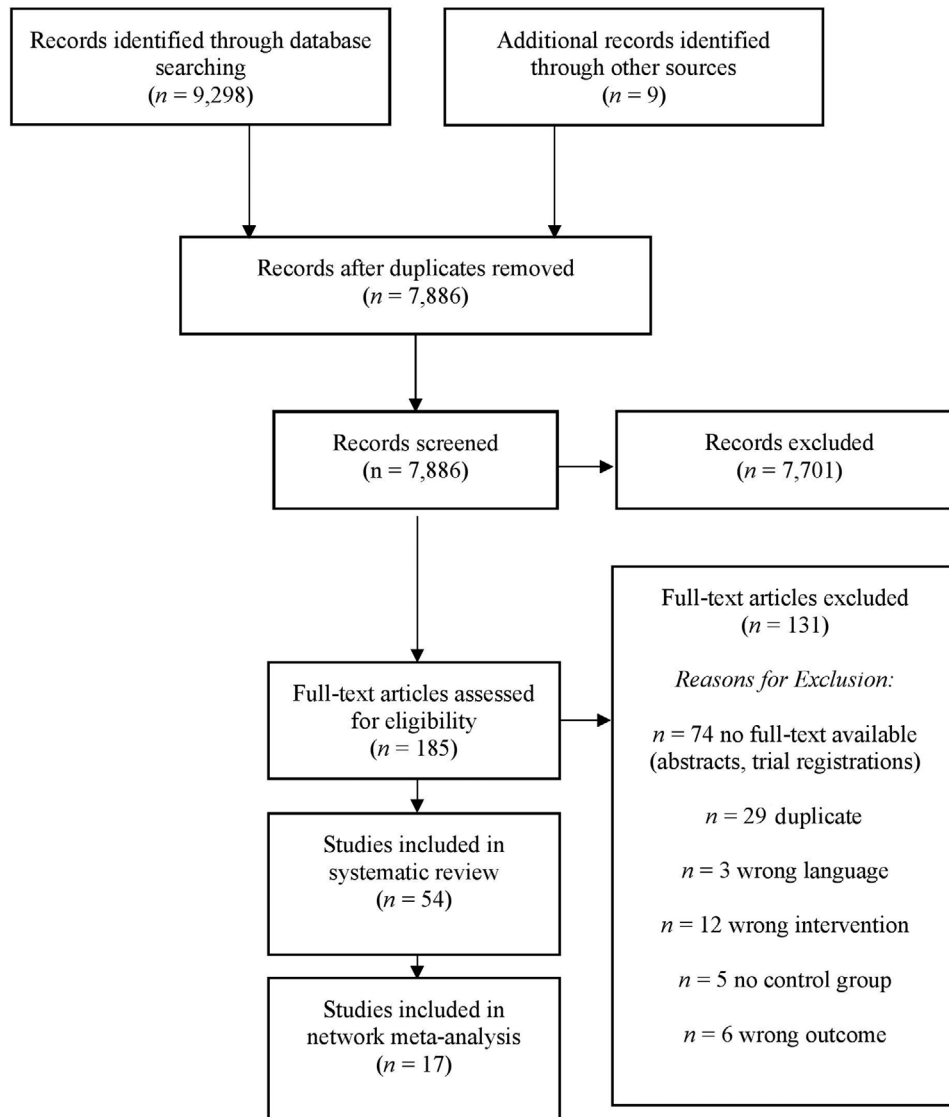 Records identified through database
searching
(n = 9,298)
Additional records identified
through other sources
(n = 9)
Records after duplicates removed
(n = 7,886)
Records screened
(n = 7,886)
Records excluded
(n = 7,701)
Full-text articles assessed
for eligibility
(n = 185)
Full-text articles excluded
(n = 131)
Reasons for Exclusion:
n = 74 no full-text available
(abstracts, trial registrations)
n = 29 duplicate
n = 3 wrong language
n = 12 wrong intervention
n = 5 no control group
n = 6 wrong outcome
Studies included in
systematic review
(n = 54)
Studies included in
network meta-analysis
(n = 17)